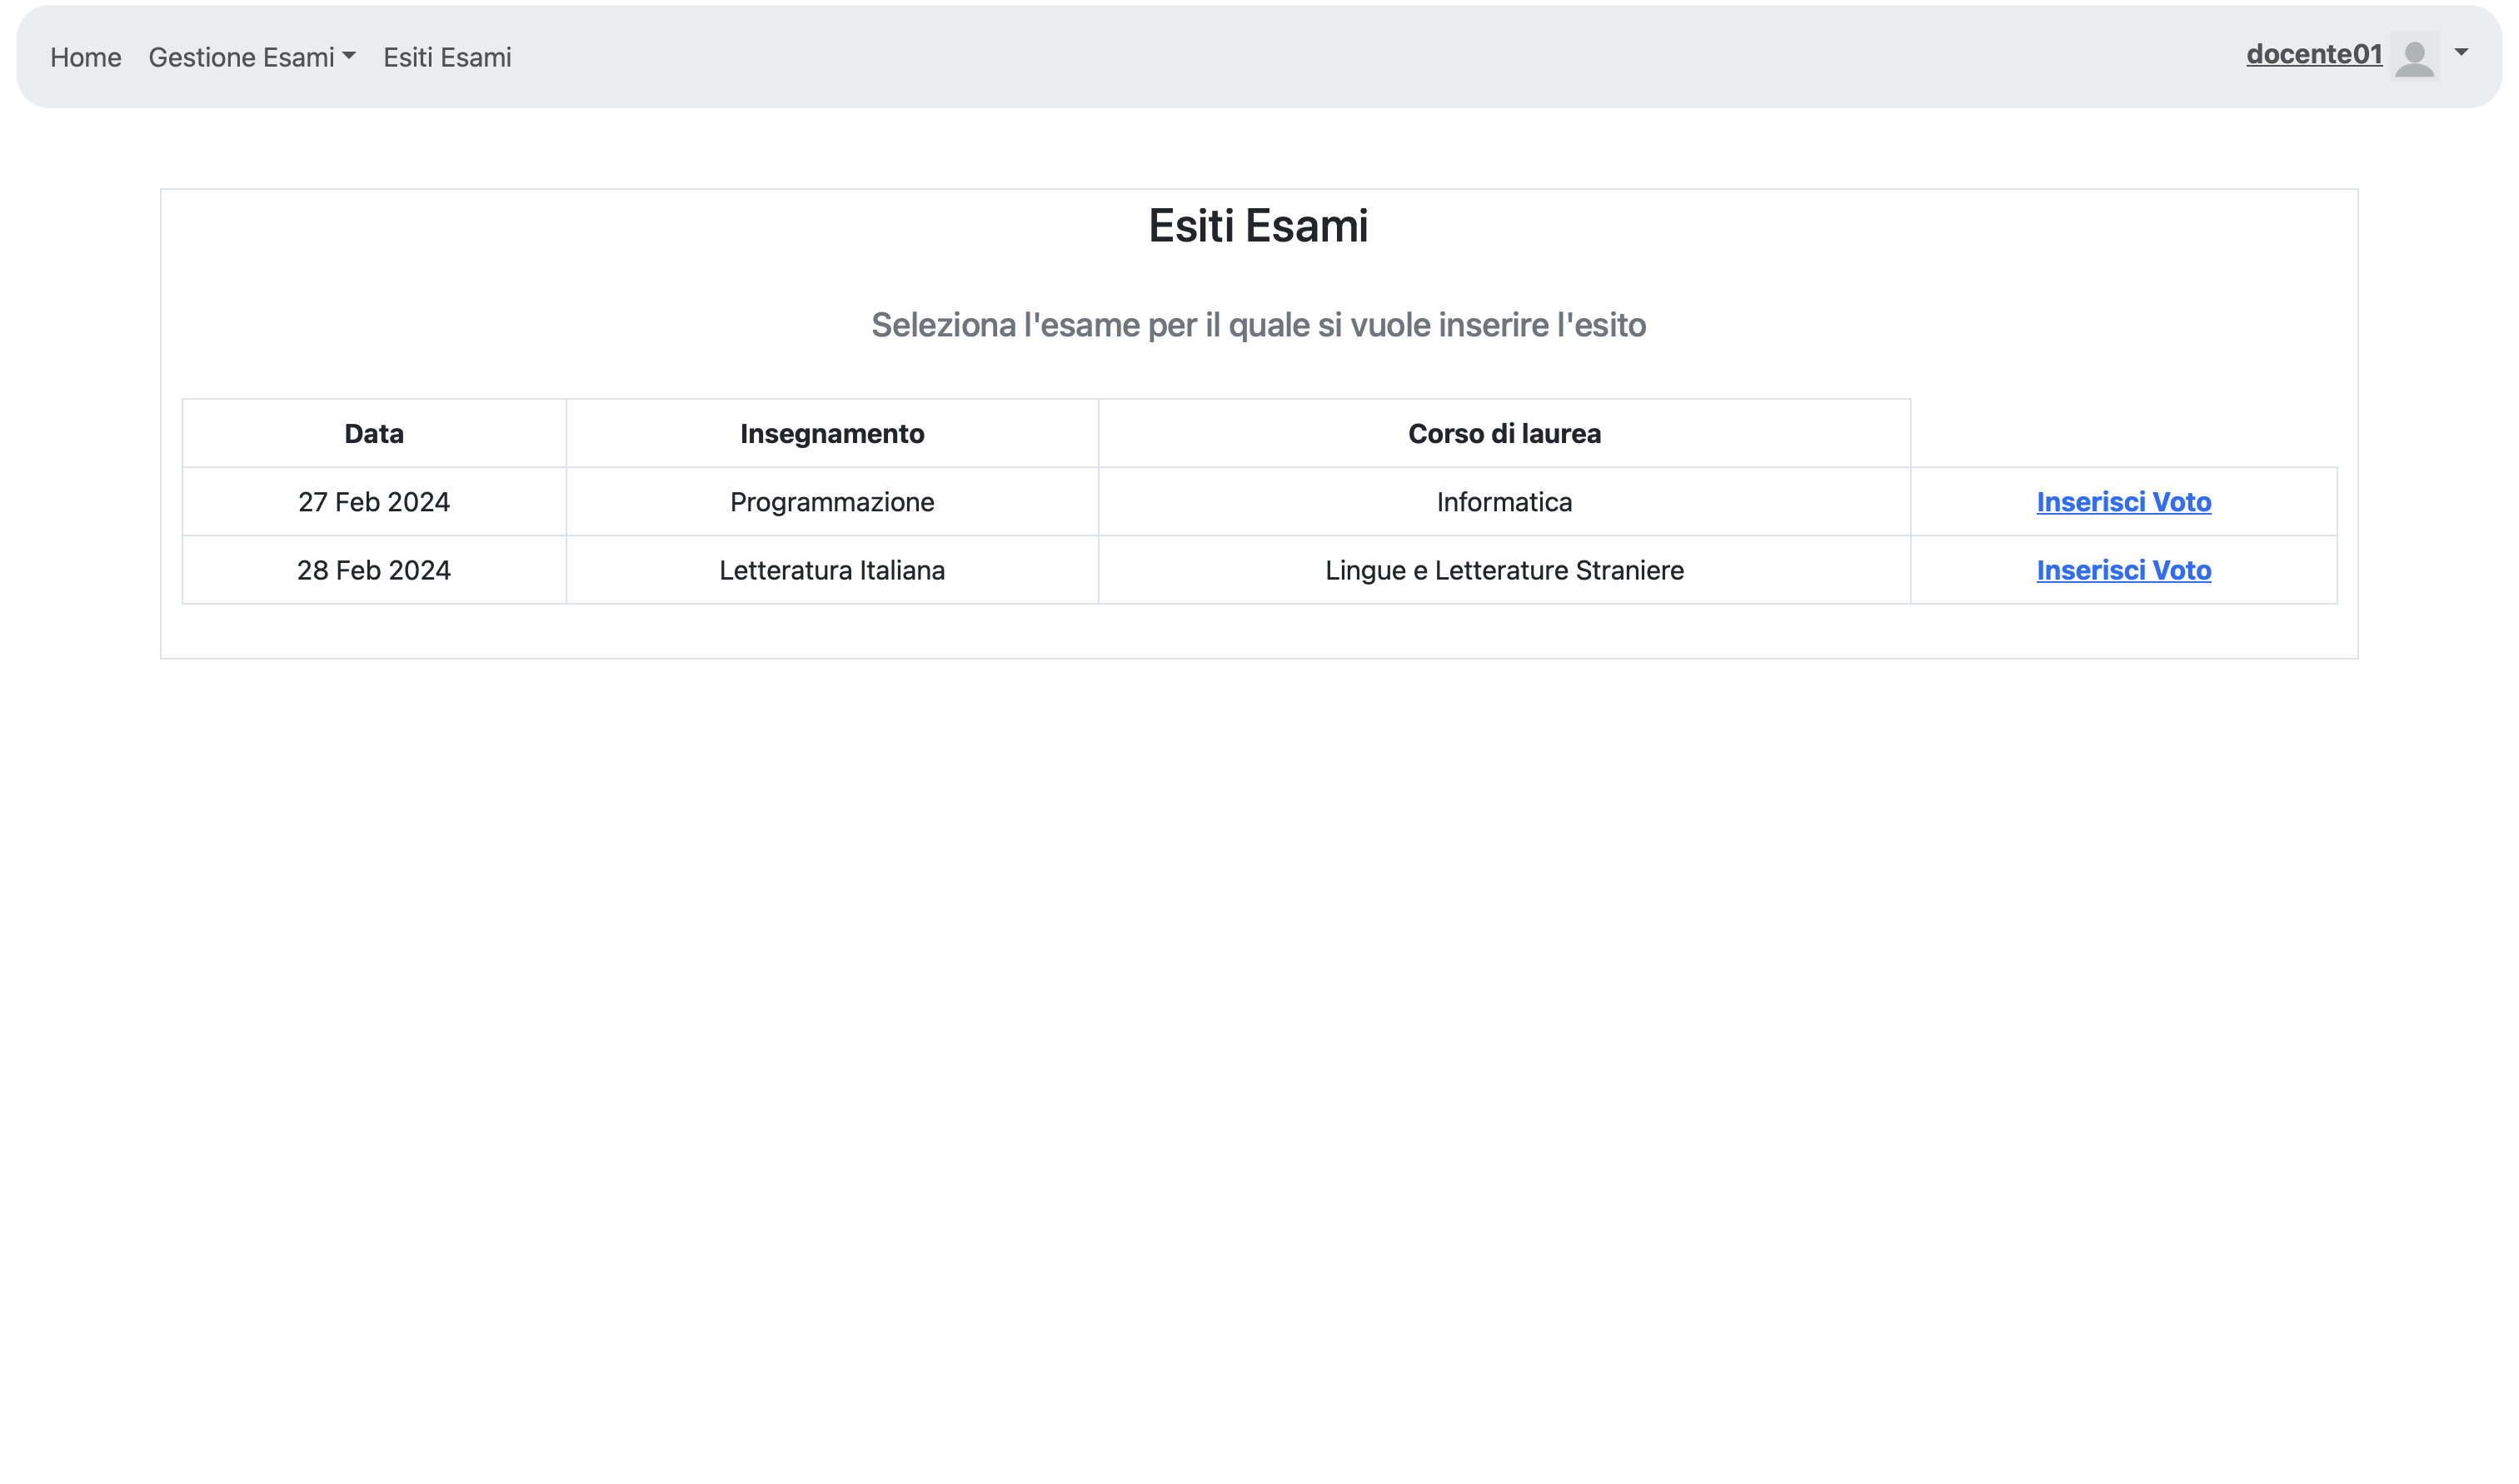 Home Gestione Esami Esiti Esami docente01
Esiti Esami
Seleziona l'esame per il quale si vuole inserire l'esito
Data Insegnamento Corso di laurea
27 Feb 2024 Programmazione Informatica Inserisci Voto
28 Feb 2024 Letteratura Italiana Lingue e Letterature Straniere Inserisci Voto